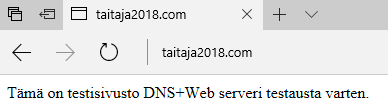 taitaja2018.com
taitaja2018.com
Tämä on testisivusto DNS+Web serveri testausta varten.